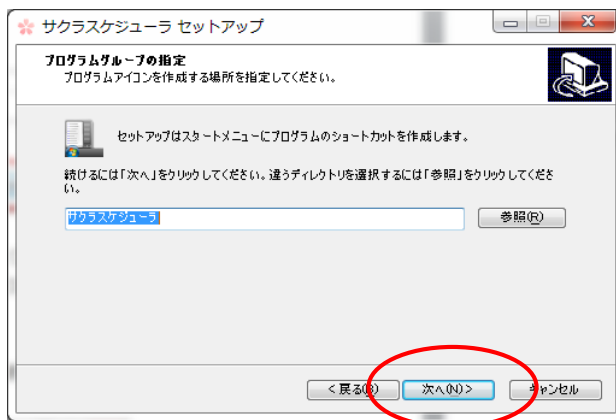 サクラスケジューラ セットアップ
プログラムグループの指定
プログラムアイコンを作成する場所を指定してください。
セットアップはスタートメニューにプログラムのショートカットを作成します。
続けるには「次へ」をクリックしてください。違うディレクトリを選択するには「参照」をクリックしてくださ
い。
サクラスケジューラ
参照(R)
< 戻る(B)
次へ(N) >
キャンセル